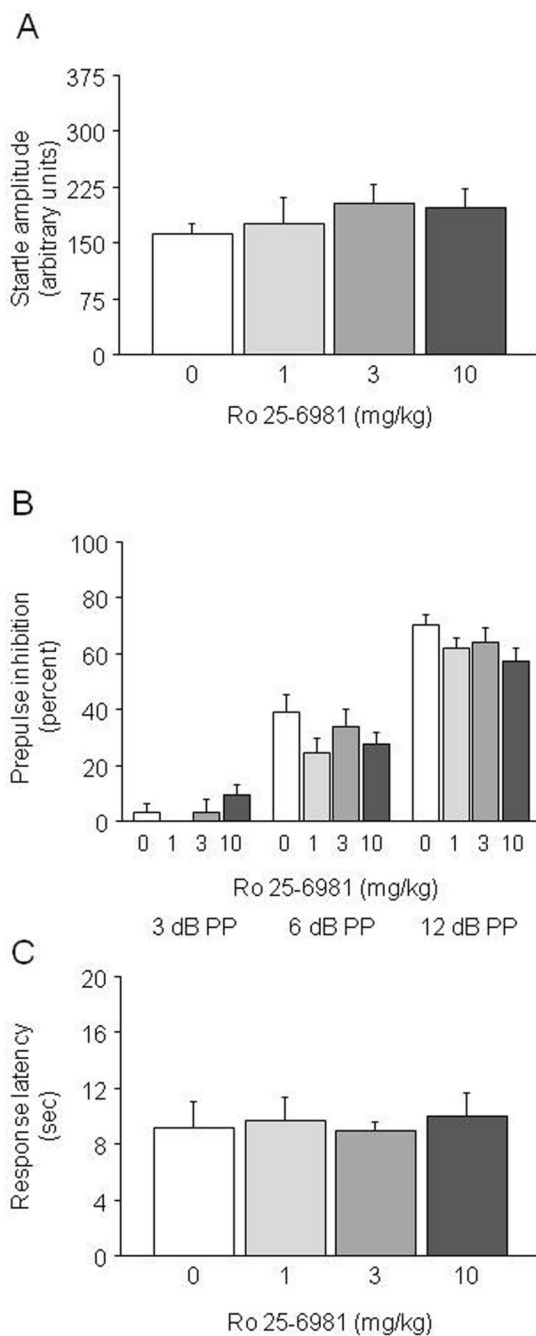 A
Startle amplitude
(arbitrary units)
375
300
225
150
75
0
0 1 3 10
Ro 25-6981 (mg/kg)
B
Prepulse inhibition
(percent)
100
80
60
40
20
0
0 1 3 10 0 1 3 10 0 1 3 10
Ro 25-6981 (mg/kg)
3 dB PP 6 dB PP 12 dB PP
C
Response latency
(sec)
20
16
12
8
4
0
0 1 3 10
Ro 25-6981 (mg/kg)